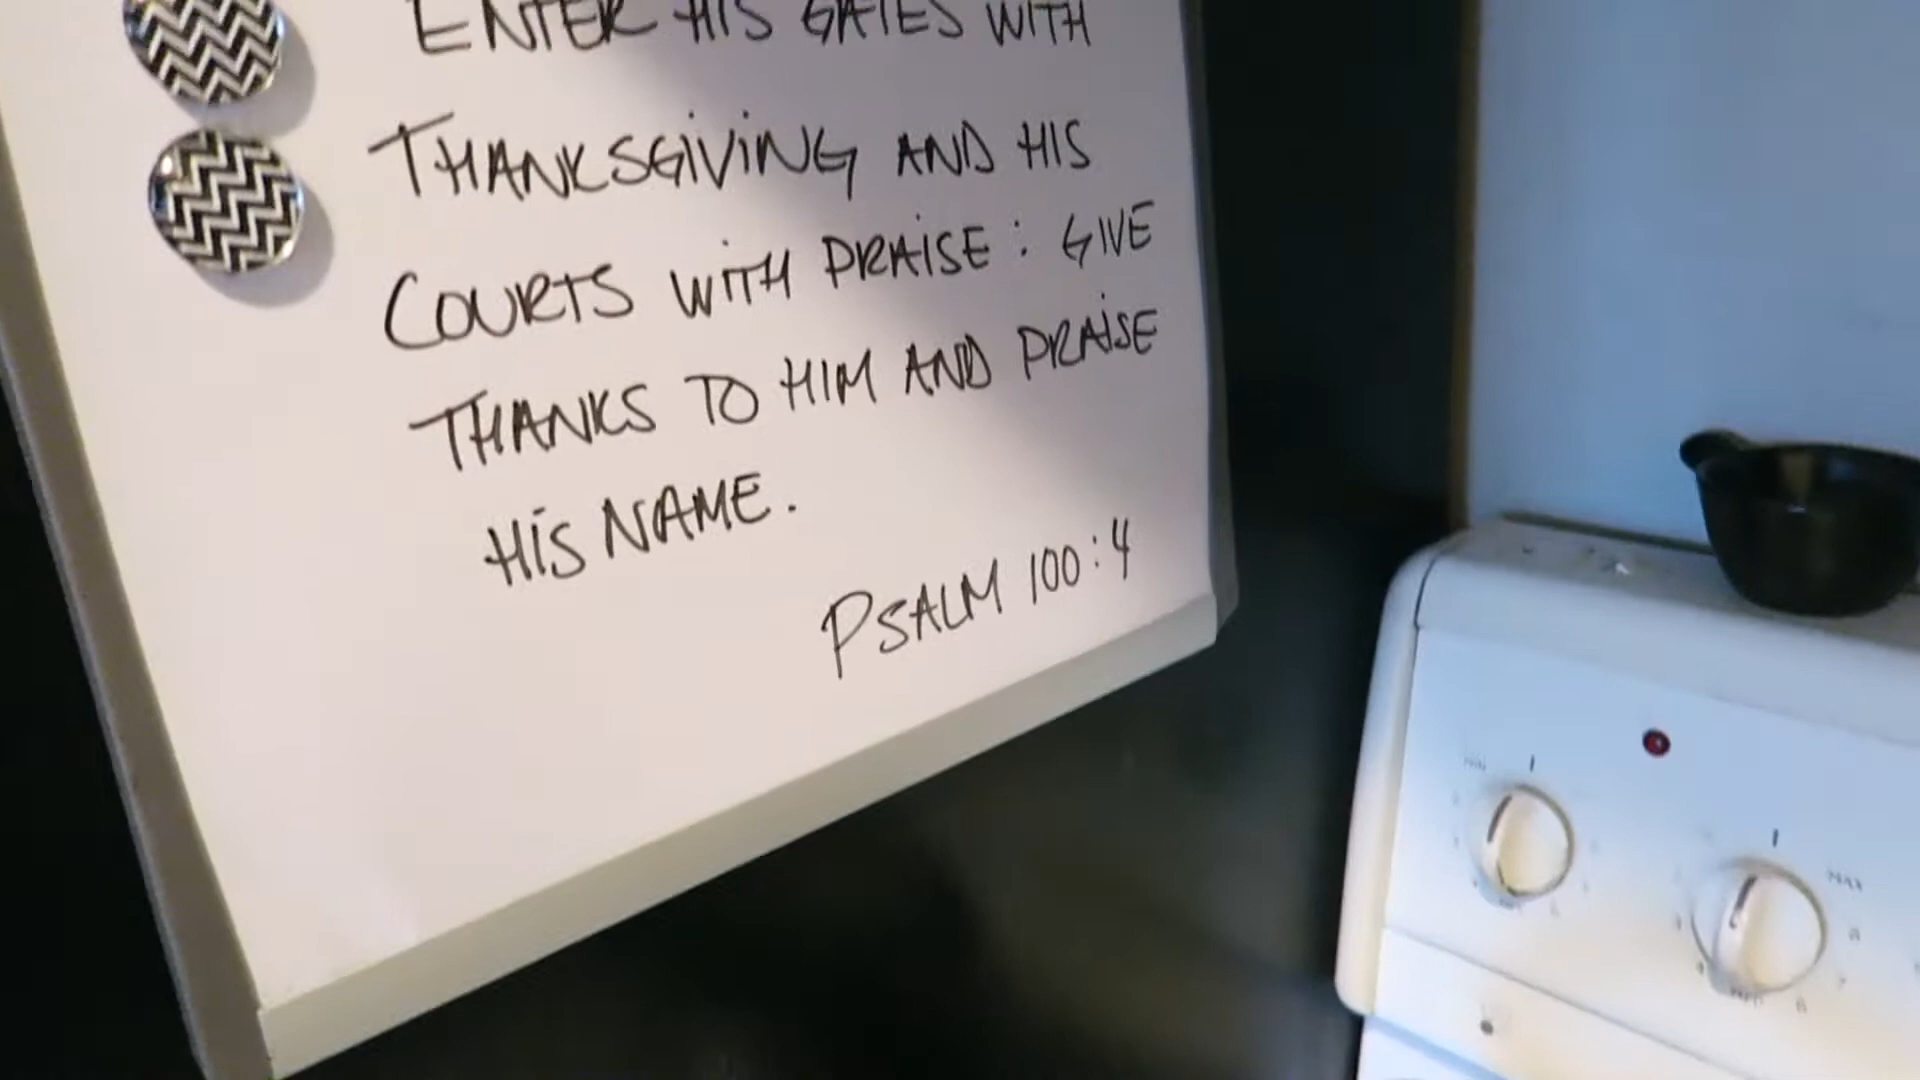 ENTER HIS GATES WITH
THANKSGiViNG AND HIS
COURTS WiTH PRAiSE : GIVE
THANKS TO HIM AND PRAiSE
HiS NAME.
PSALM 100:4